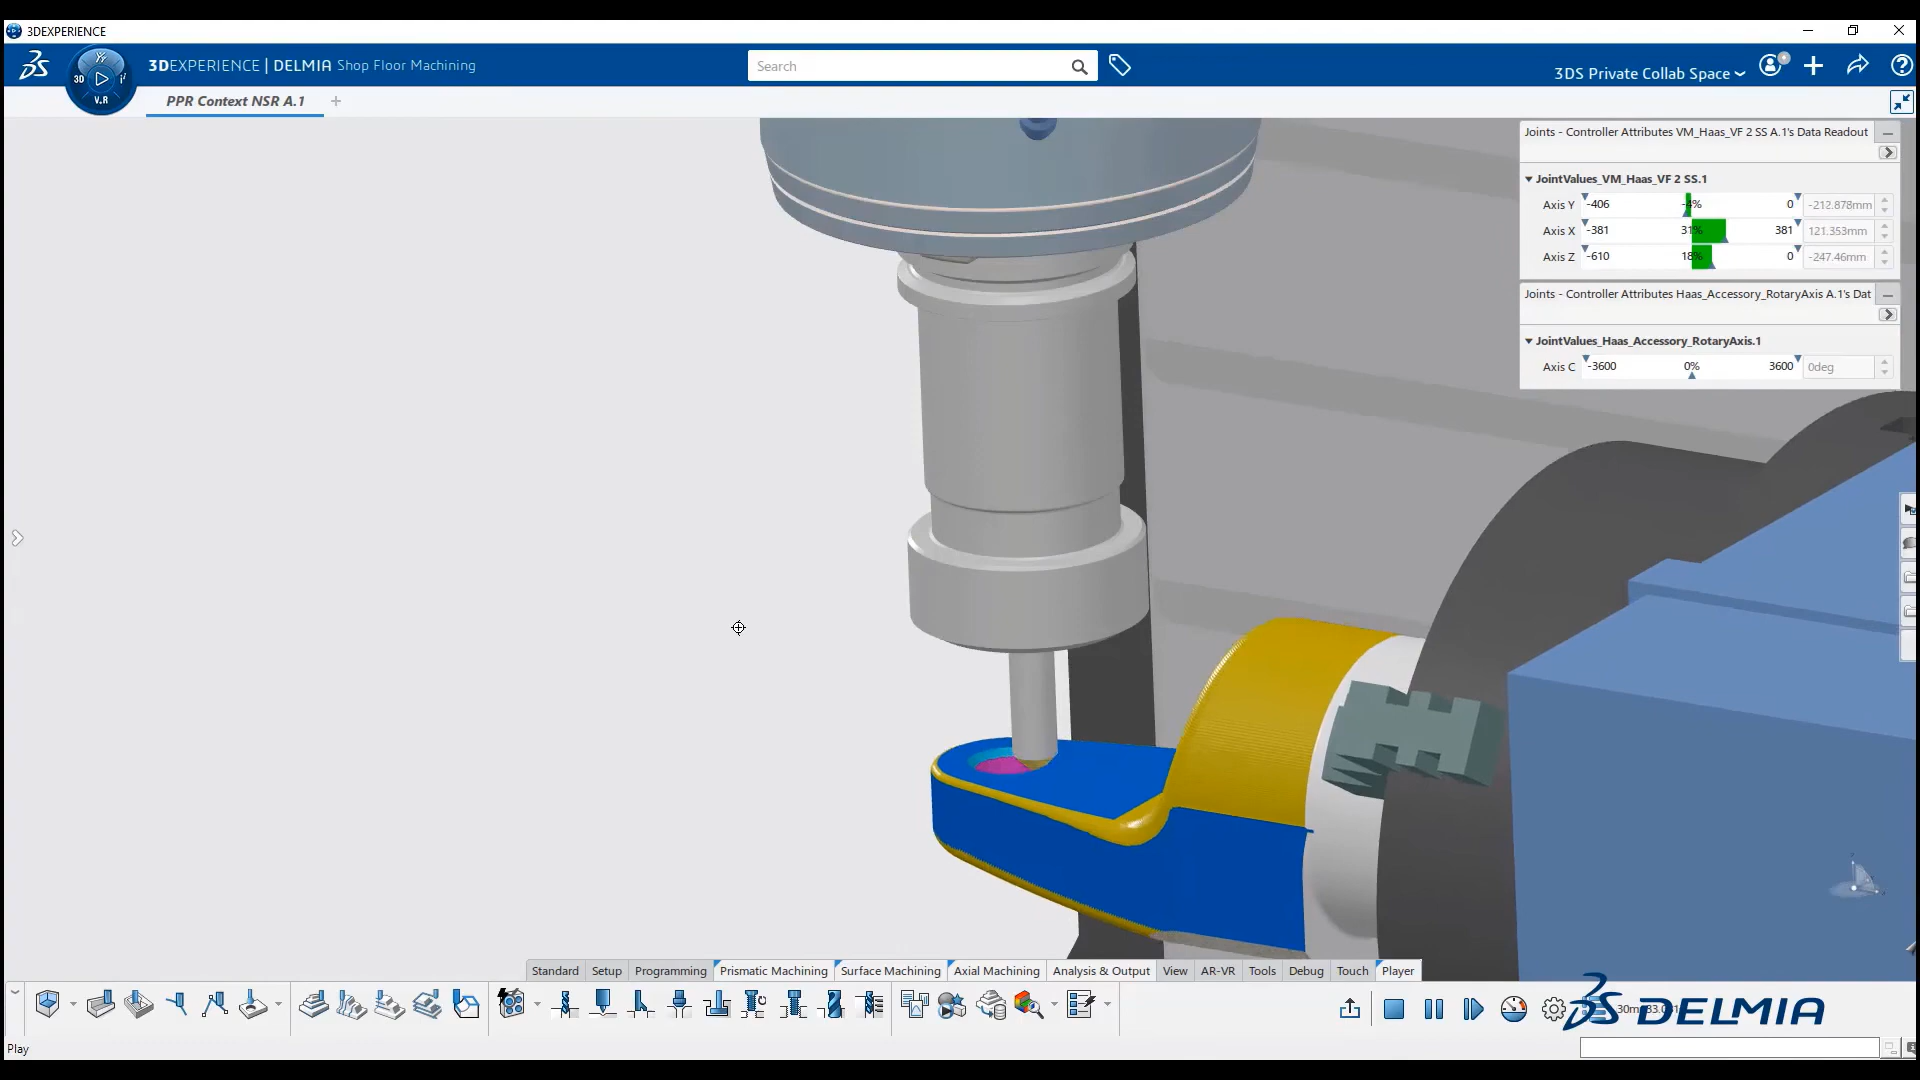 3DEXPERIENCE
3DEXPERIENCE | DELMIA Shop Floor Machining
Search
3DS Private Collab Space
3D
V.R
PPR Context NSR A.1
Joints - Controller Attributes VM_Haas_VF 2 SS A.1's Data Readout
JointValues_VM_Haas_VF 2 SS.1
Axis Y -406 -4% 0 -212.878mm
Axis X -381 31% 381 121.353mm
Axis Z -610 18% 0 -247.46mm
Joints - Controller Attributes Haas_Accessory_RotaryAxis A.1's Dat
JointValues_Haas_Accessory_RotaryAxis.1
Axis C -3600 0% 3600 0deg
Standard Setup Programming Prismatic Machining Surface Machining Axial Machining Analysis & Output View AR-VR Tools Debug Touch Player
DELMIA
Play